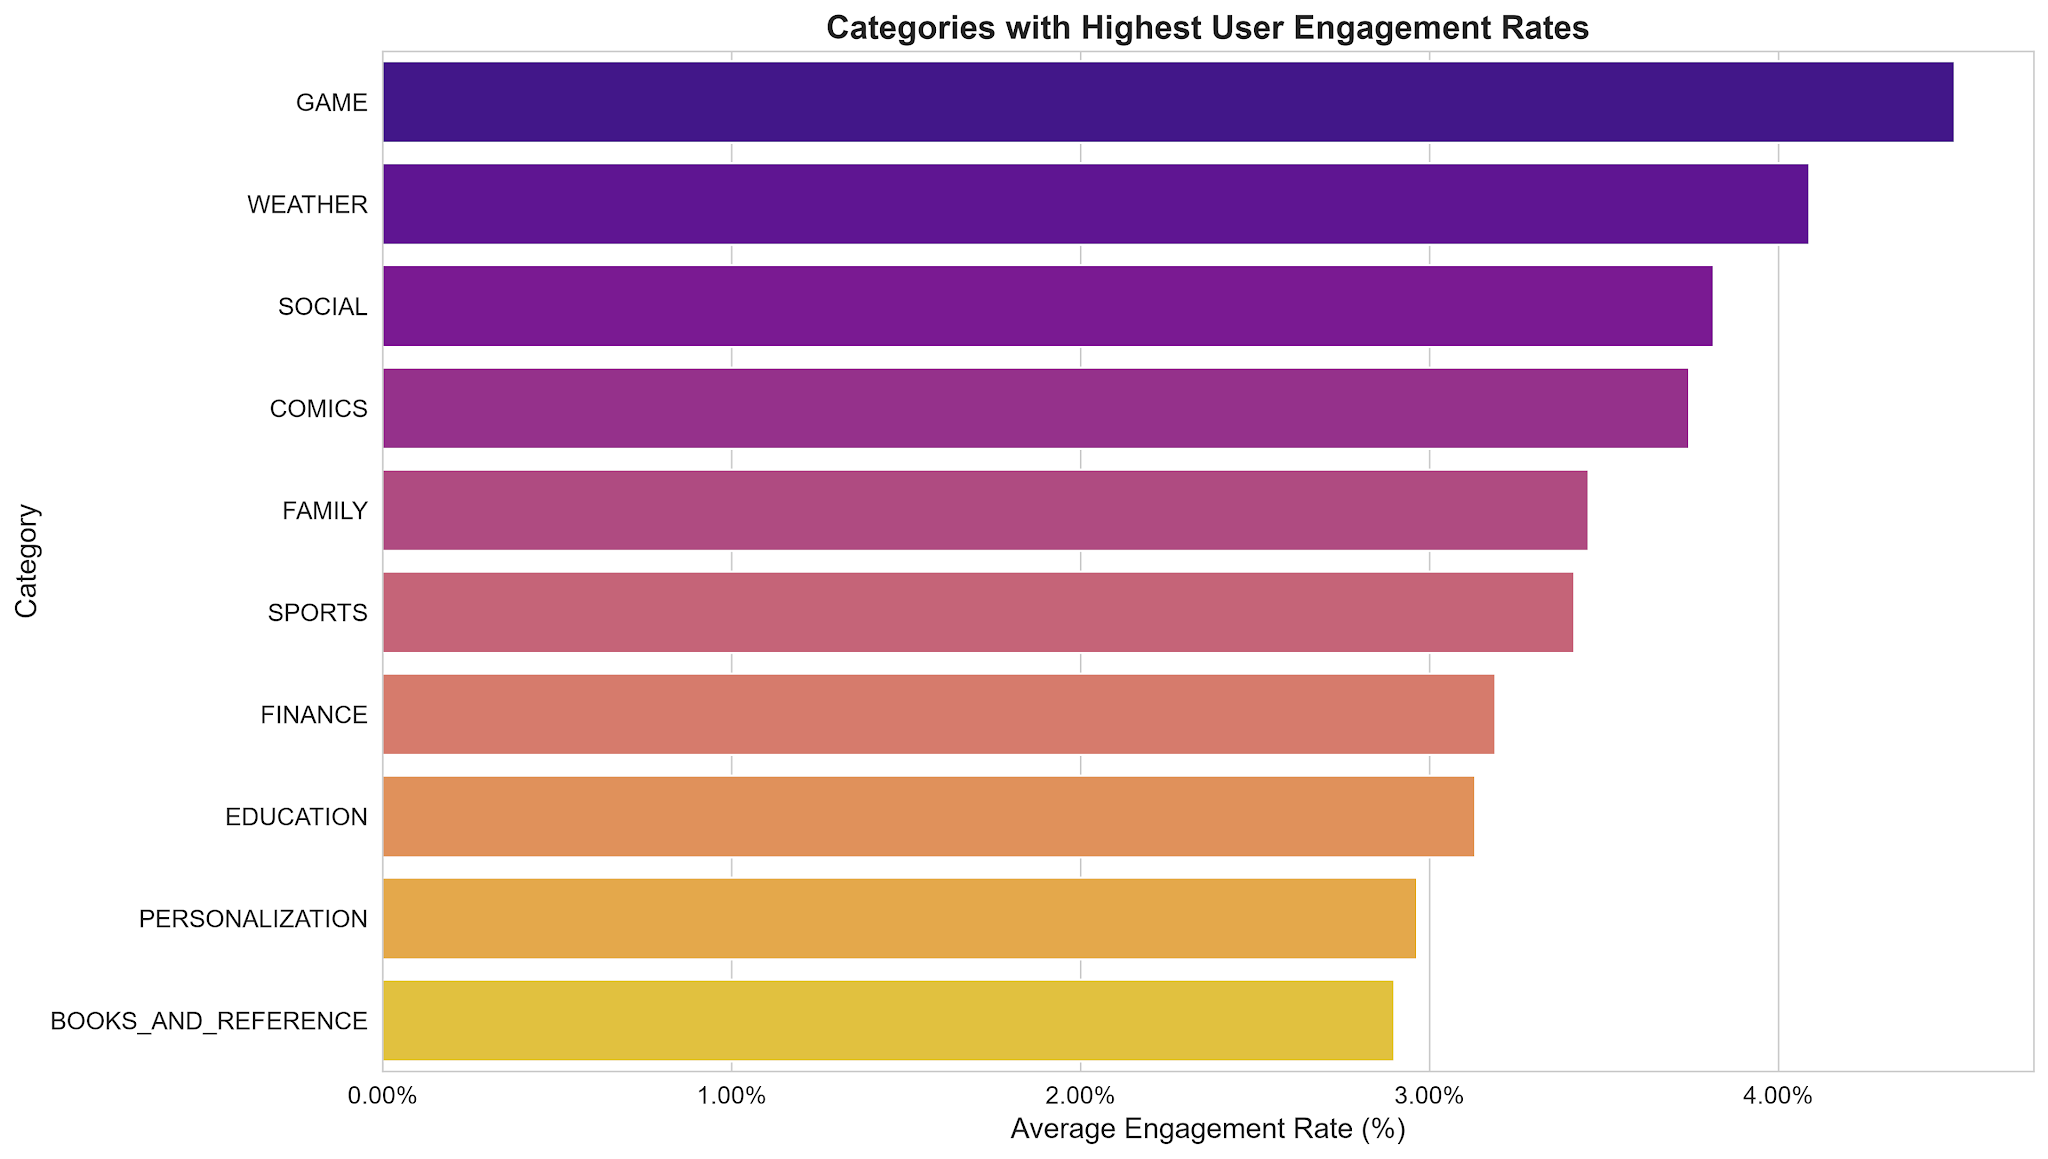 Categories with Highest User Engagement Rates
Category
GAME
WEATHER
SOCIAL
COMICS
FAMILY
SPORTS
FINANCE
EDUCATION
PERSONALIZATION
BOOKS_AND_REFERENCE
0.00% 1.00% 2.00% 3.00% 4.00%
Average Engagement Rate (%)